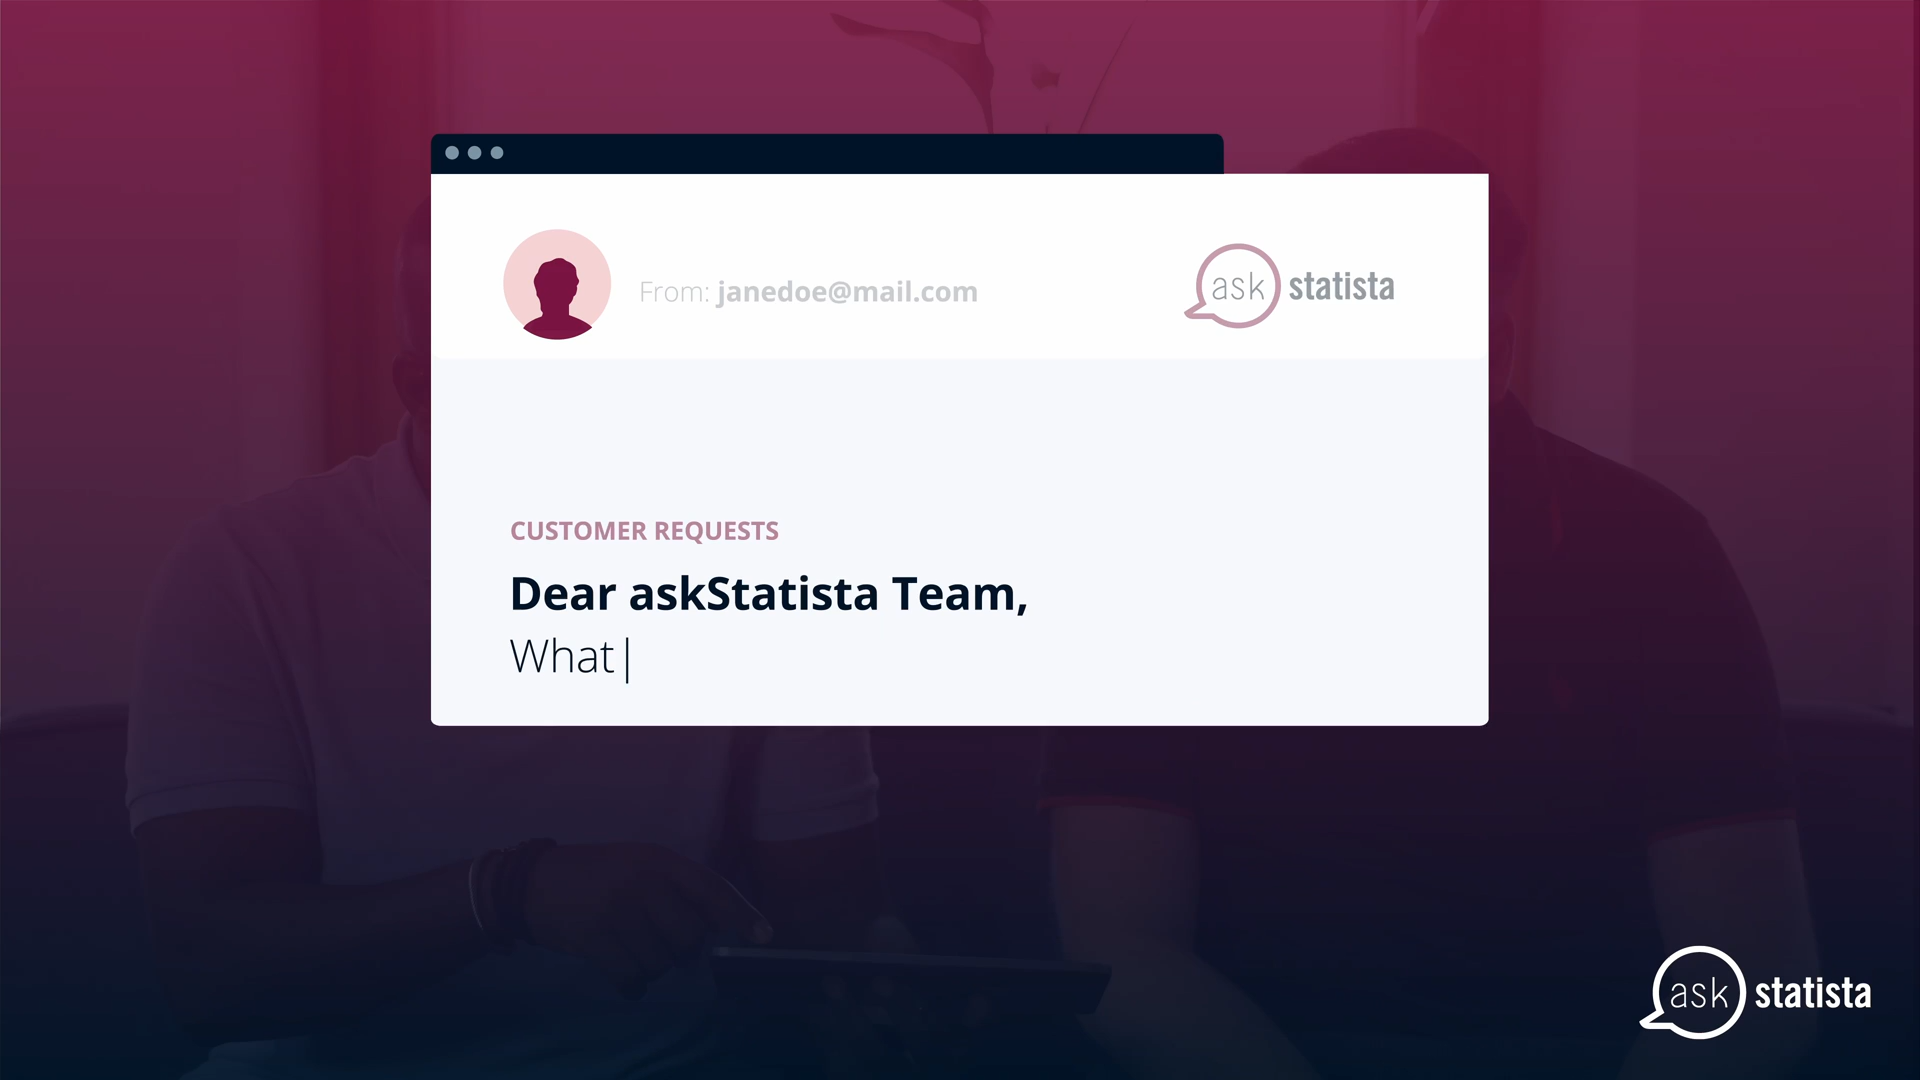 From: janedoe@mail.com
ask statista
CUSTOMER REQUESTS
Dear askStatista Team,
What
ask statista